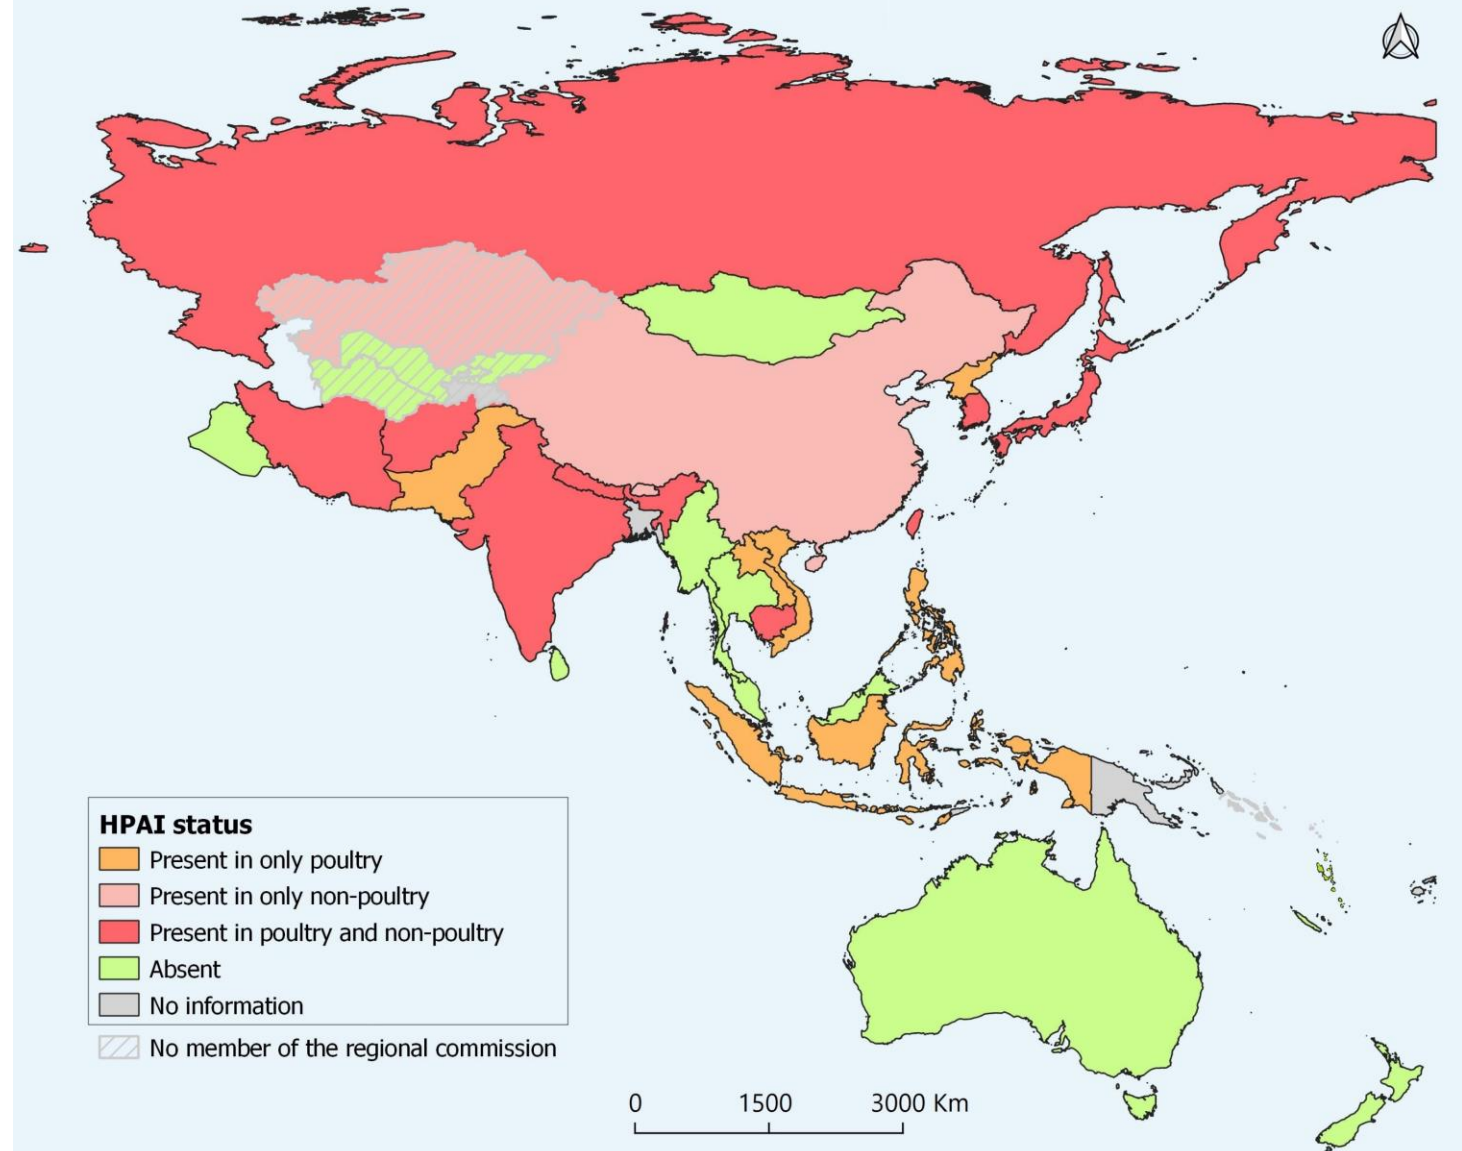 HPAI status
Present in only poultry
Present in only non-poultry
Present in poultry and non-poultry
Absent
No information
No member of the regional commission
0 1500 3000 Km